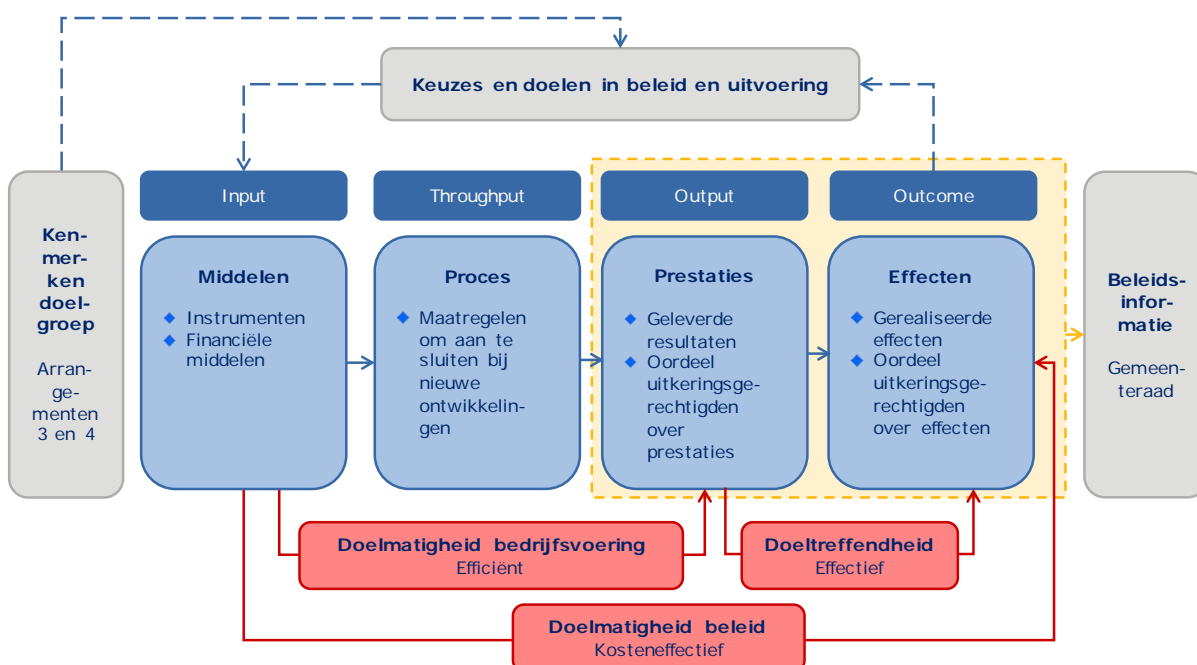 Keuzes en doelen in beleid en uitvoering
Input
Throughput
Output
Outcome
Ken-
mer-
ken
doel-
groep
Arran-
ge-
menten
3 en 4
Middelen
Instrumenten
Financiële
middelen
Proces
Maatregelen
om aan te
sluiten bij
nieuwe
ontwikkelin-
gen
Prestaties
Geleverde
resultaten
Oordeel
uitkeringsge-
rechtigden
over
prestaties
Effecten
Gerealiseerde
effecten
Oordeel
uitkeringsge-
rechtigden
over effecten
Beleids-
infor-
matie
Gemeen-
teraad
Doelmatigheid bedrijfsvoering
Efficiënt
Doeltreffendheid
Effectief
Doelmatigheid beleid
Kosteneffectief